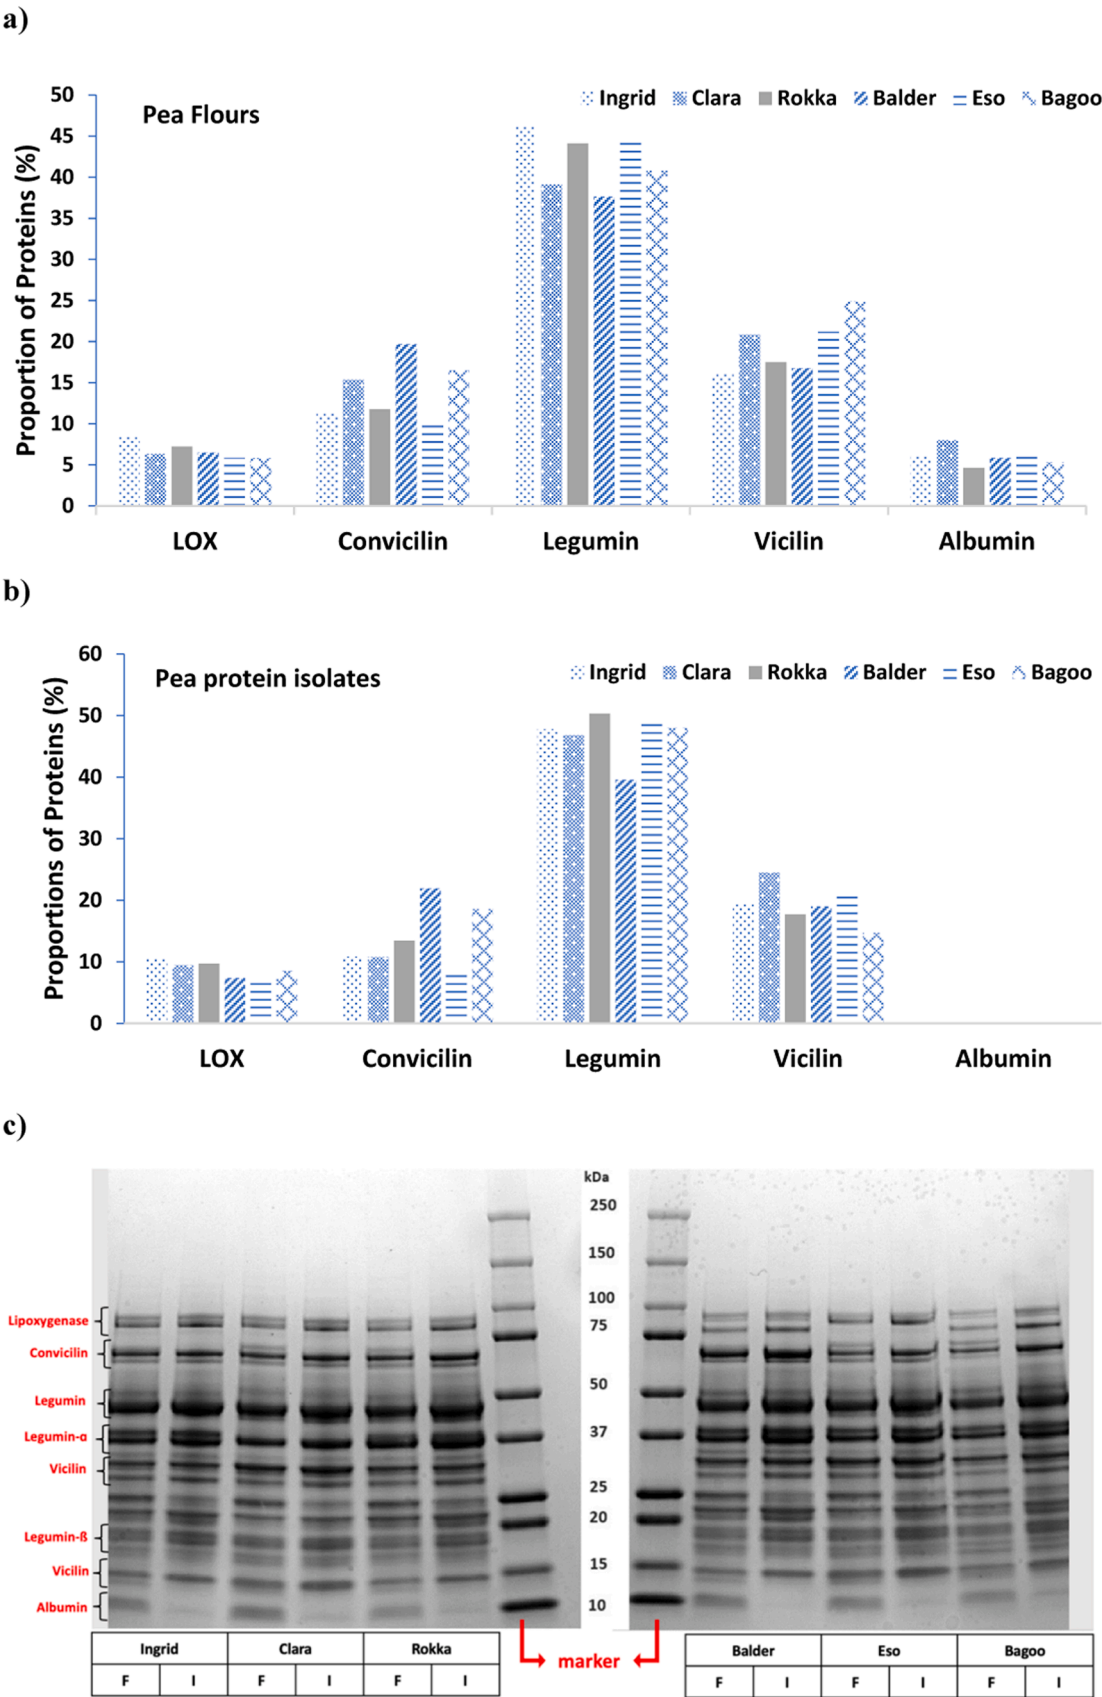 a)
Pea Flours
Ingrid Clara Rokka Balder Eso Bagoo
Proportion of Proteins (%)
50
45
40
35
30
25
20
15
10
5
0
LOX Convicilin Legumin Vicilin Albumin
b)
Pea protein isolates
Ingrid Clara Rokka Balder Eso Bagoo
Proportions of Proteins (%)
60
50
40
30
20
10
0
LOX Convicilin Legumin Vicilin Albumin
c)
kDa
250
150
100
75
50
37
25
20
15
10
Lipoxygenase
Convicilin
Legumin
Legumin-α
Vicilin
Legumin-ß
Vicilin
Albumin
marker
Ingrid Clara Rokka
F I F I F I
Balder Eso Bagoo
F I F I F I